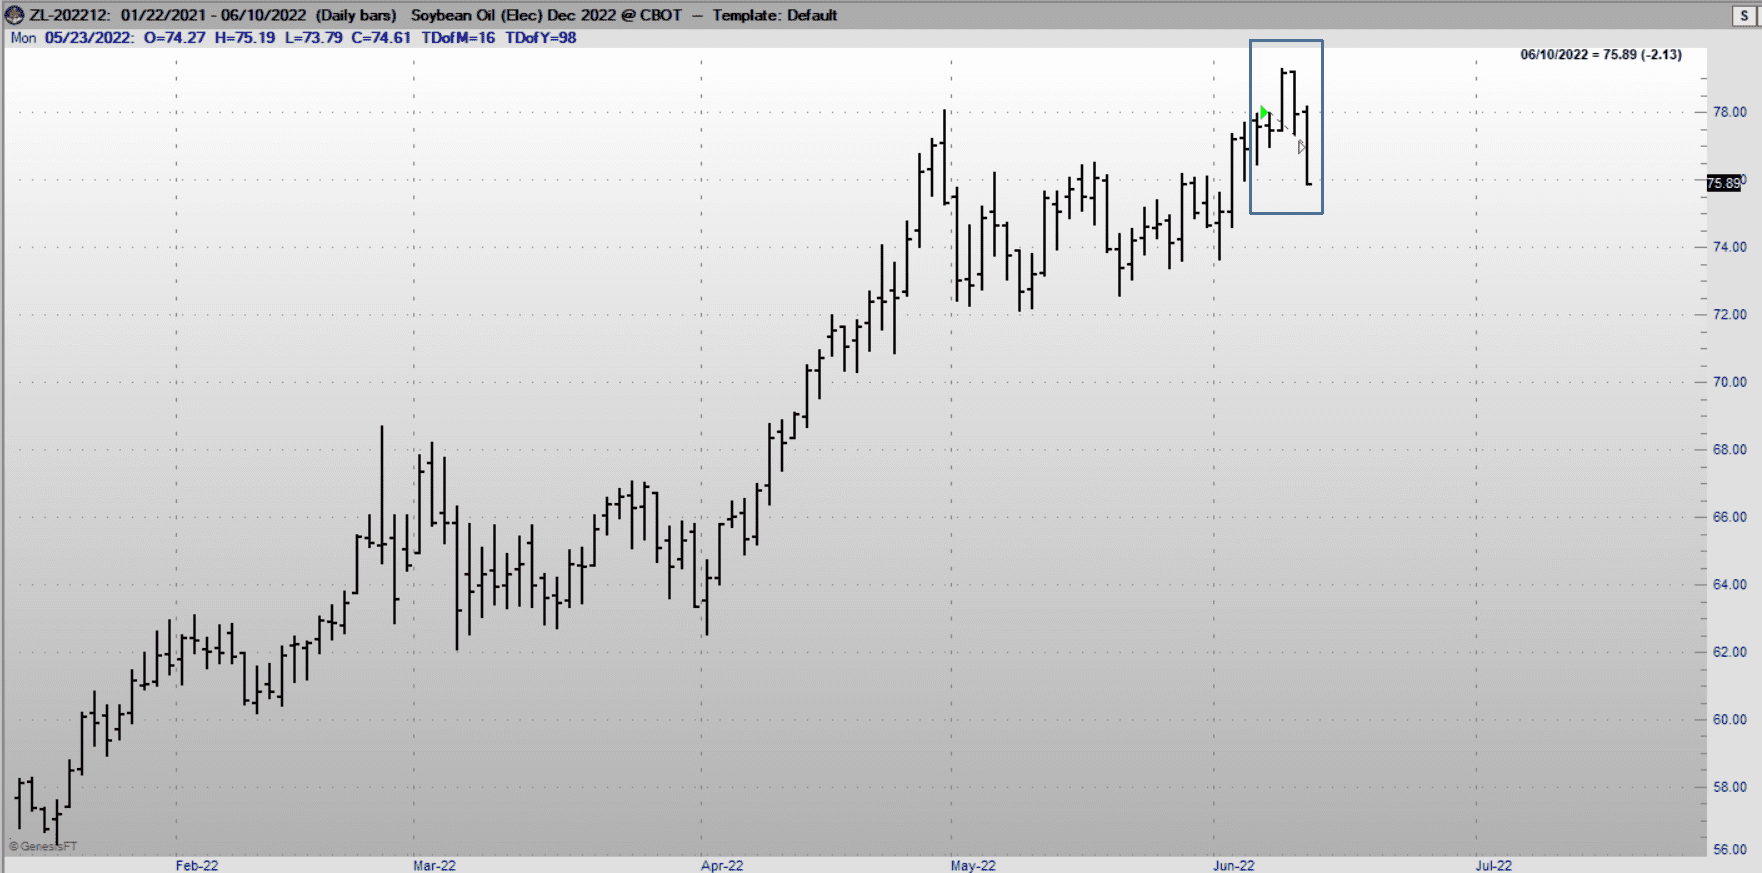 ZL-202212: 01/22/2021 - 06/10/2022 (Daily bars) Soybean Oil (Elec) Dec 2022 @ CBOT -- Template: Default
S
Mon 05/23/2022: O=74.27 H=75.19 L=73.79 C=74.61 TDofM=16 TDofY=98
06/10/2022 = 75.89 (-2.13)
78.00
75.89
74.00
72.00
70.00
68.00
66.00
64.00
62.00
60.00
58.00
56.00
© GenesisFT
Feb-22 Mar-22 Apr-22 May-22 Jun-22 Jul-22